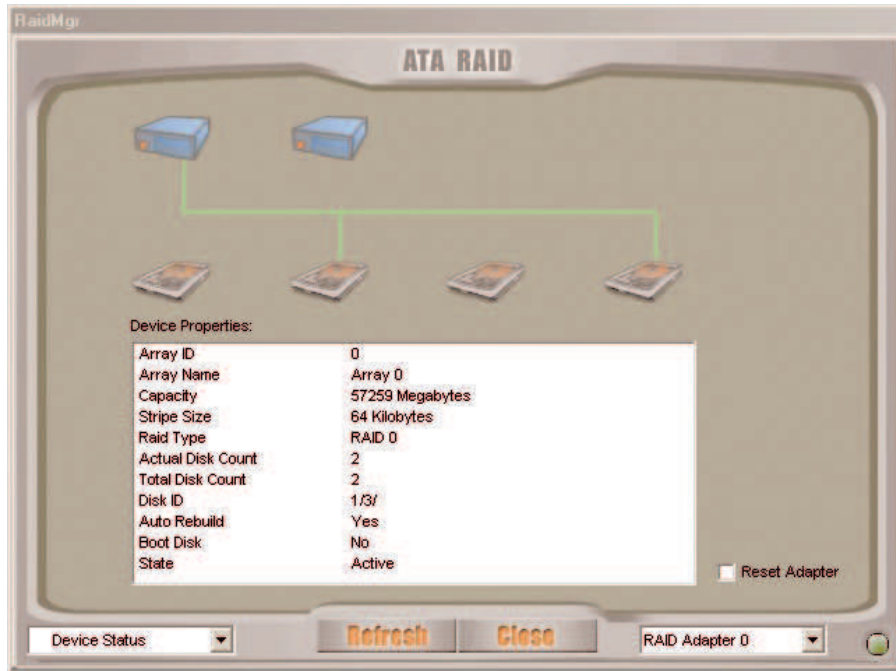 RaidMgr
ATA RAID
Device Properties:
Array ID 0
Array Name Array 0
Capacity 57259 Megabytes
Stripe Size 64 Kilobytes
Raid Type RAID 0
Actual Disk Count 2
Total Disk Count 2
Disk ID 1/3/
Auto Rebuild Yes
Boot Disk No
State Active
Reset Adapter
Device Status Refresh Close RAID Adapter 0